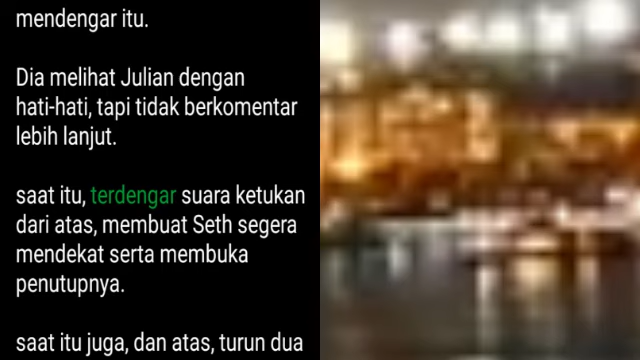 mendengar itu.
Dia melihat Julian dengan
hati-hati, tapi tidak berkomentar
lebih lanjut.
saat itu, terdengar suara ketukan
dari atas, membuat Seth segera
mendekat serta membuka
penutupnya.
saat itu juga, dan atas, turun dua